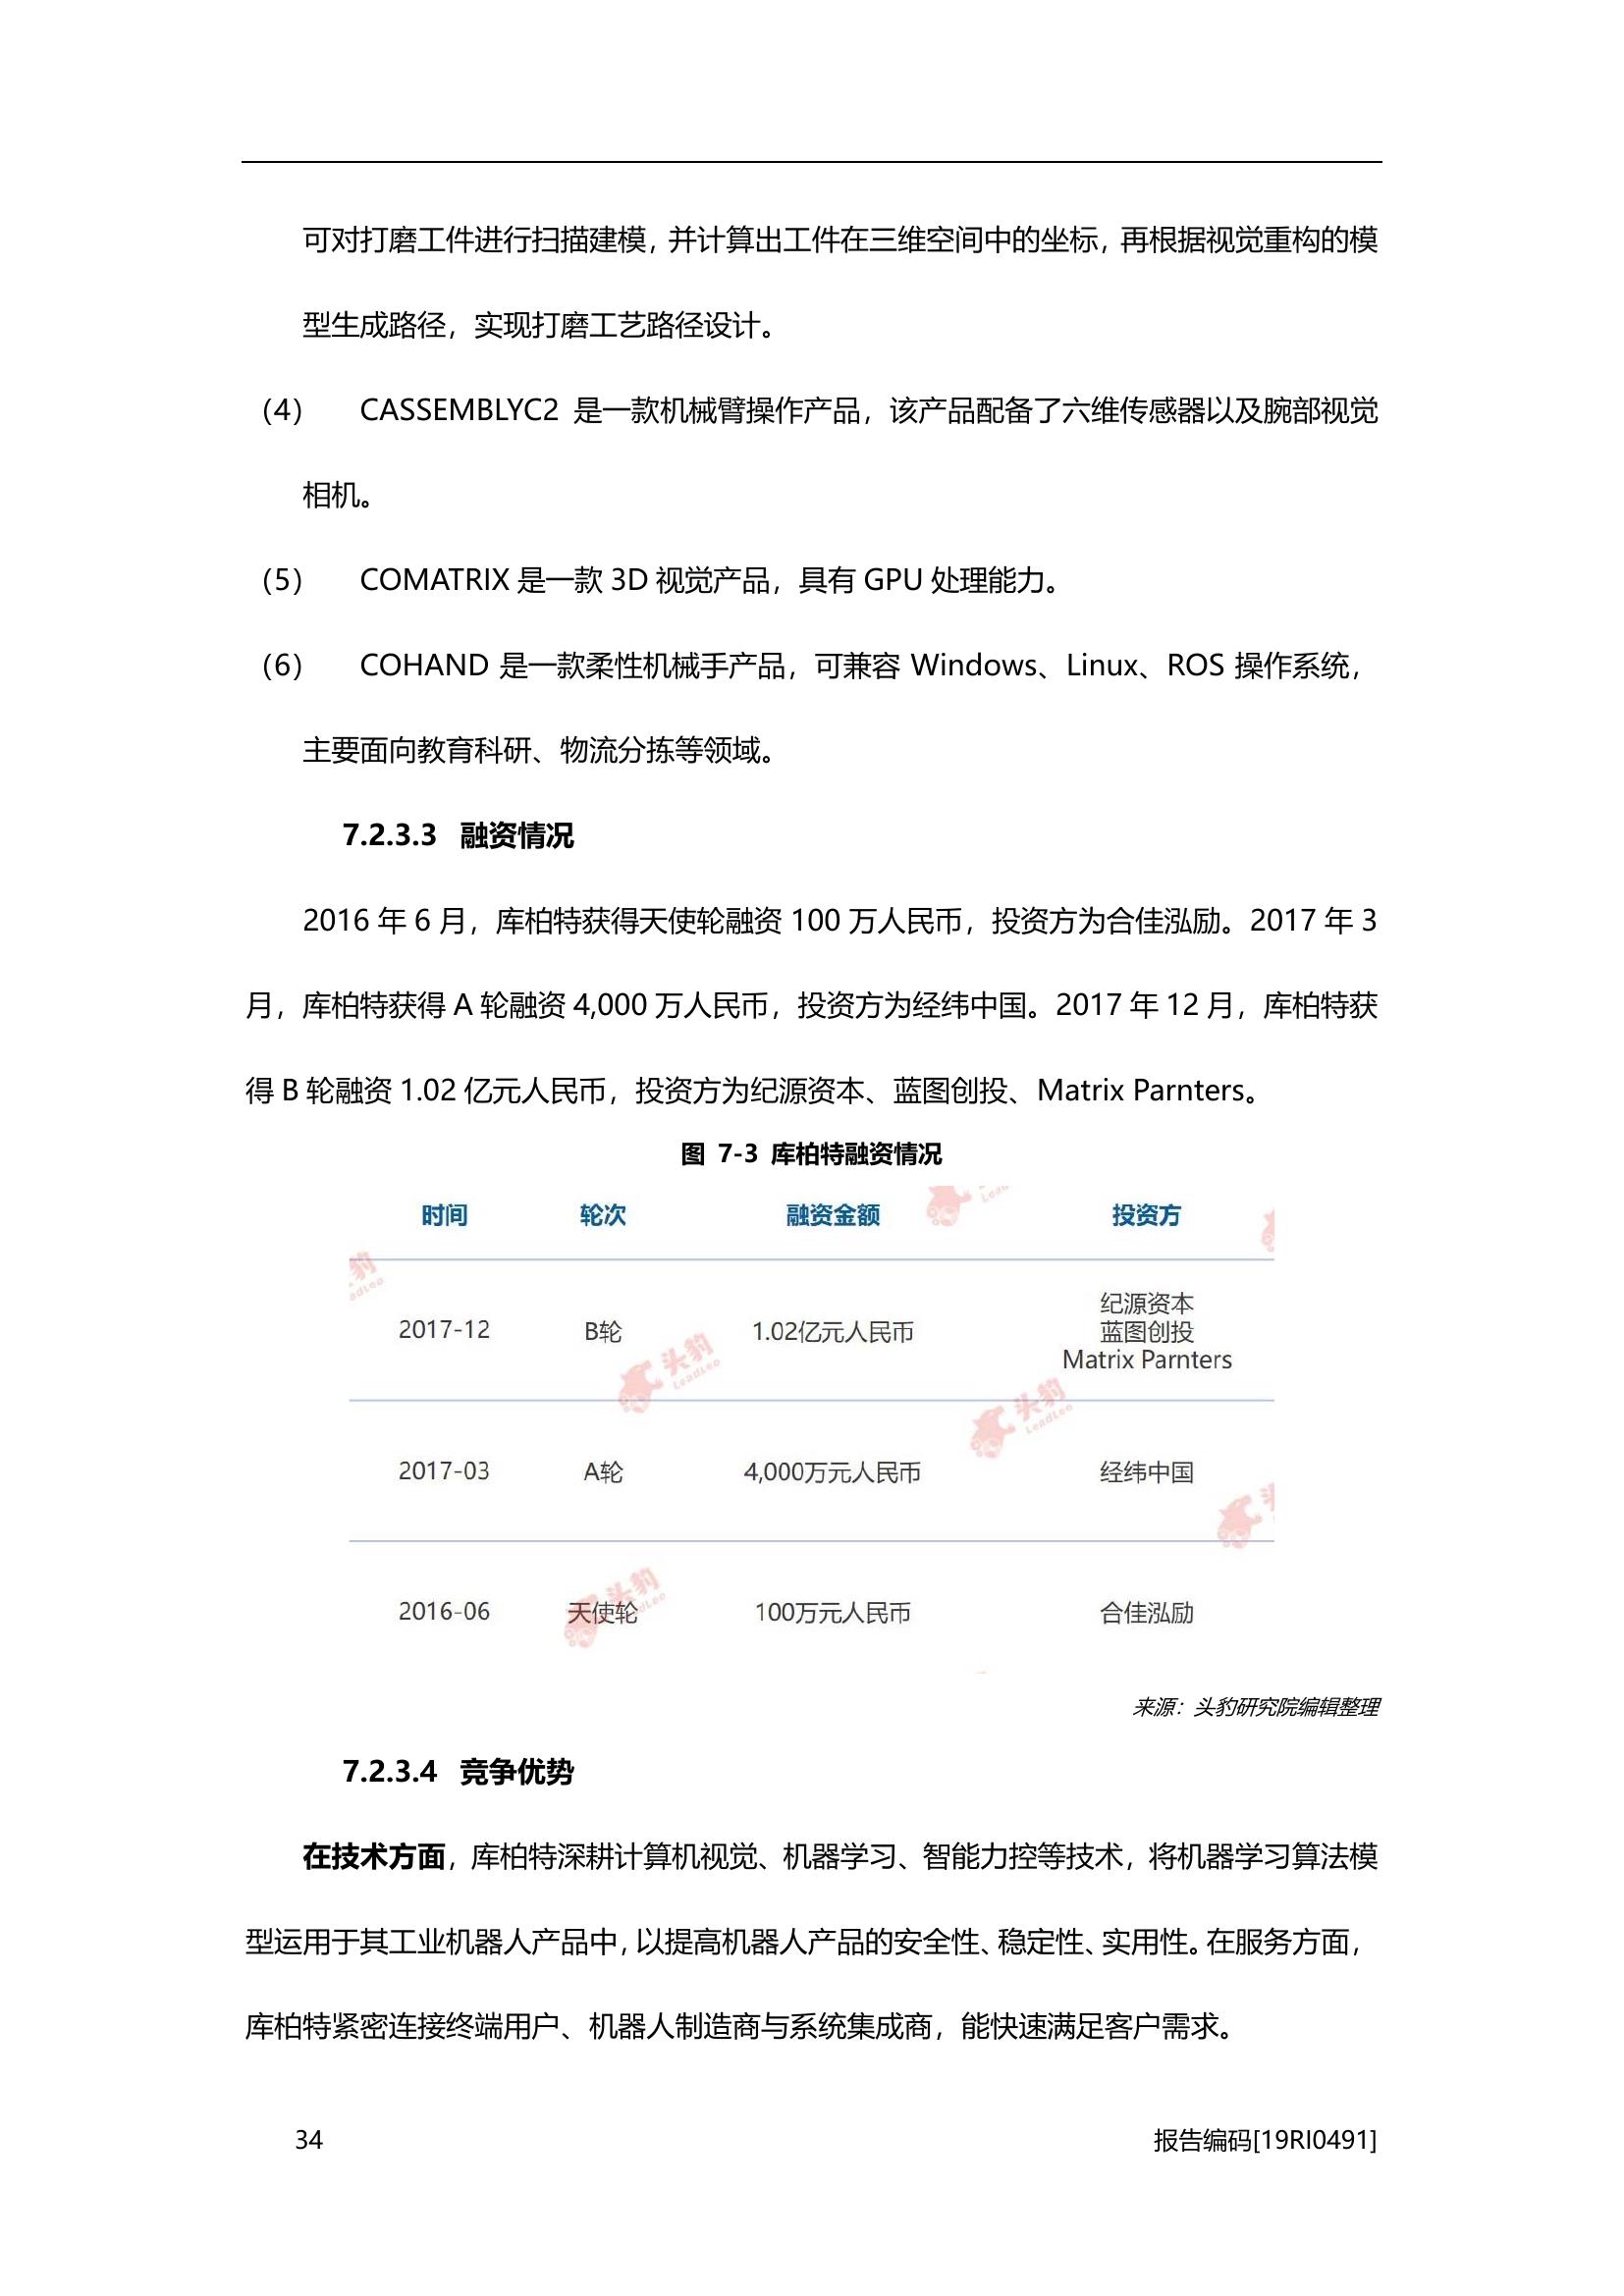 可对打磨工件进行扫描建模，并计算出工件在三维空间中的坐标，再根据视觉重构的模
型生成路径，实现打磨工艺路径设计。
（4） CASSEMBLYC2 是一款机械臂操作产品，该产品配备了六维传感器以及腕部视觉
相机。
（5） COMATRIX 是一款 3D 视觉产品，具有 GPU 处理能力。
（6） COHAND 是一款柔性机械手产品，可兼容 Windows、Linux、ROS 操作系统，
主要面向教育科研、物流分拣等领域。
7.2.3.3 融资情况
2016 年 6 月，库柏特获得天使轮融资 100 万人民币，投资方为合佳泓励。2017 年 3
月，库柏特获得 A 轮融资 4,000 万人民币，投资方为经纬中国。2017 年 12 月，库柏特获
得 B 轮融资 1.02 亿元人民币，投资方为纪源资本、蓝图创投、Matrix Parnters。
图 7-3 库柏特融资情况
时间 轮次 融资金额 投资方
纪源资本
2017-12 B轮 1.02亿元人民币 蓝图创投
Matrix Parnters
头豹
LeadLeo
头豹
LeadLeo
2017-03 A轮 4,000万元人民币 经纬中国
头豹
2016-06 天使轮 100万元人民币 合佳泓励
来源：头豹研究院编辑整理
7.2.3.4 竞争优势
在技术方面，库柏特深耕计算机视觉、机器学习、智能力控等技术，将机器学习算法模
型运用于其工业机器人产品中，以提高机器人产品的安全性、稳定性、实用性。在服务方面，
库柏特紧密连接终端用户、机器人制造商与系统集成商，能快速满足客户需求。
34 报告编码[19RI0491]